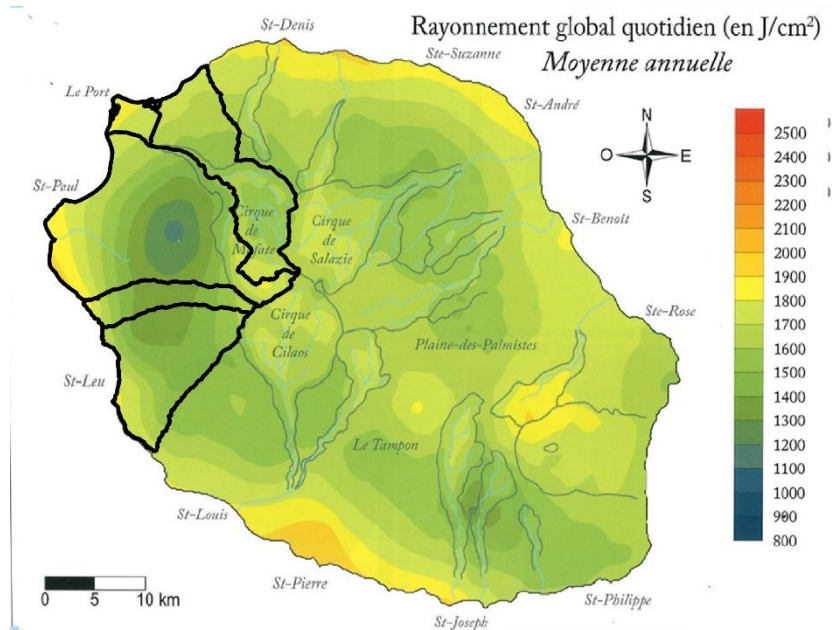 Rayonnement global quotidien (en J/cm²)
Moyenne annuelle
St-Denis
Ste-Suzanne
Le Port
St-André
N
O
E
S
St-Paul
Cirque
de
Mafate
Cirque
de
Salazie
St-Benoît
Ste-Rose
Cirque
de
Cilaos
Plaine-des-Palmistes
St-Leu
Le Tampon
St-Louis
St-Pierre
St-Joseph
St-Philippe
2500
2400
2300
2200
2100
2000
1900
1800
1700
1600
1500
1400
1300
1200
1100
1000
900
800
0 5 10 km